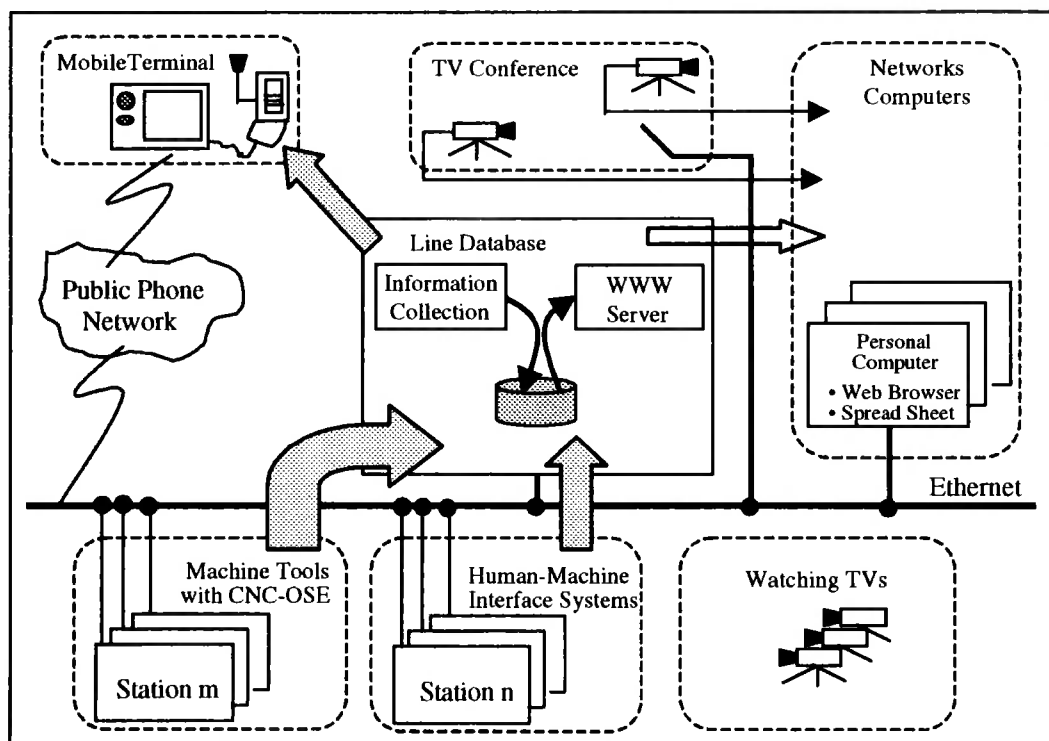 MobileTerminal
TV Conference
Networks
Computers
Public Phone
Network
Line Database
Information
Collection
WWW
Server
Personal
Computer
• Web Browser
• Spread Sheet
Ethernet
Machine Tools
with CNC-OSE
Station m
Human-Machine
Interface Systems
Station n
Watching TVs